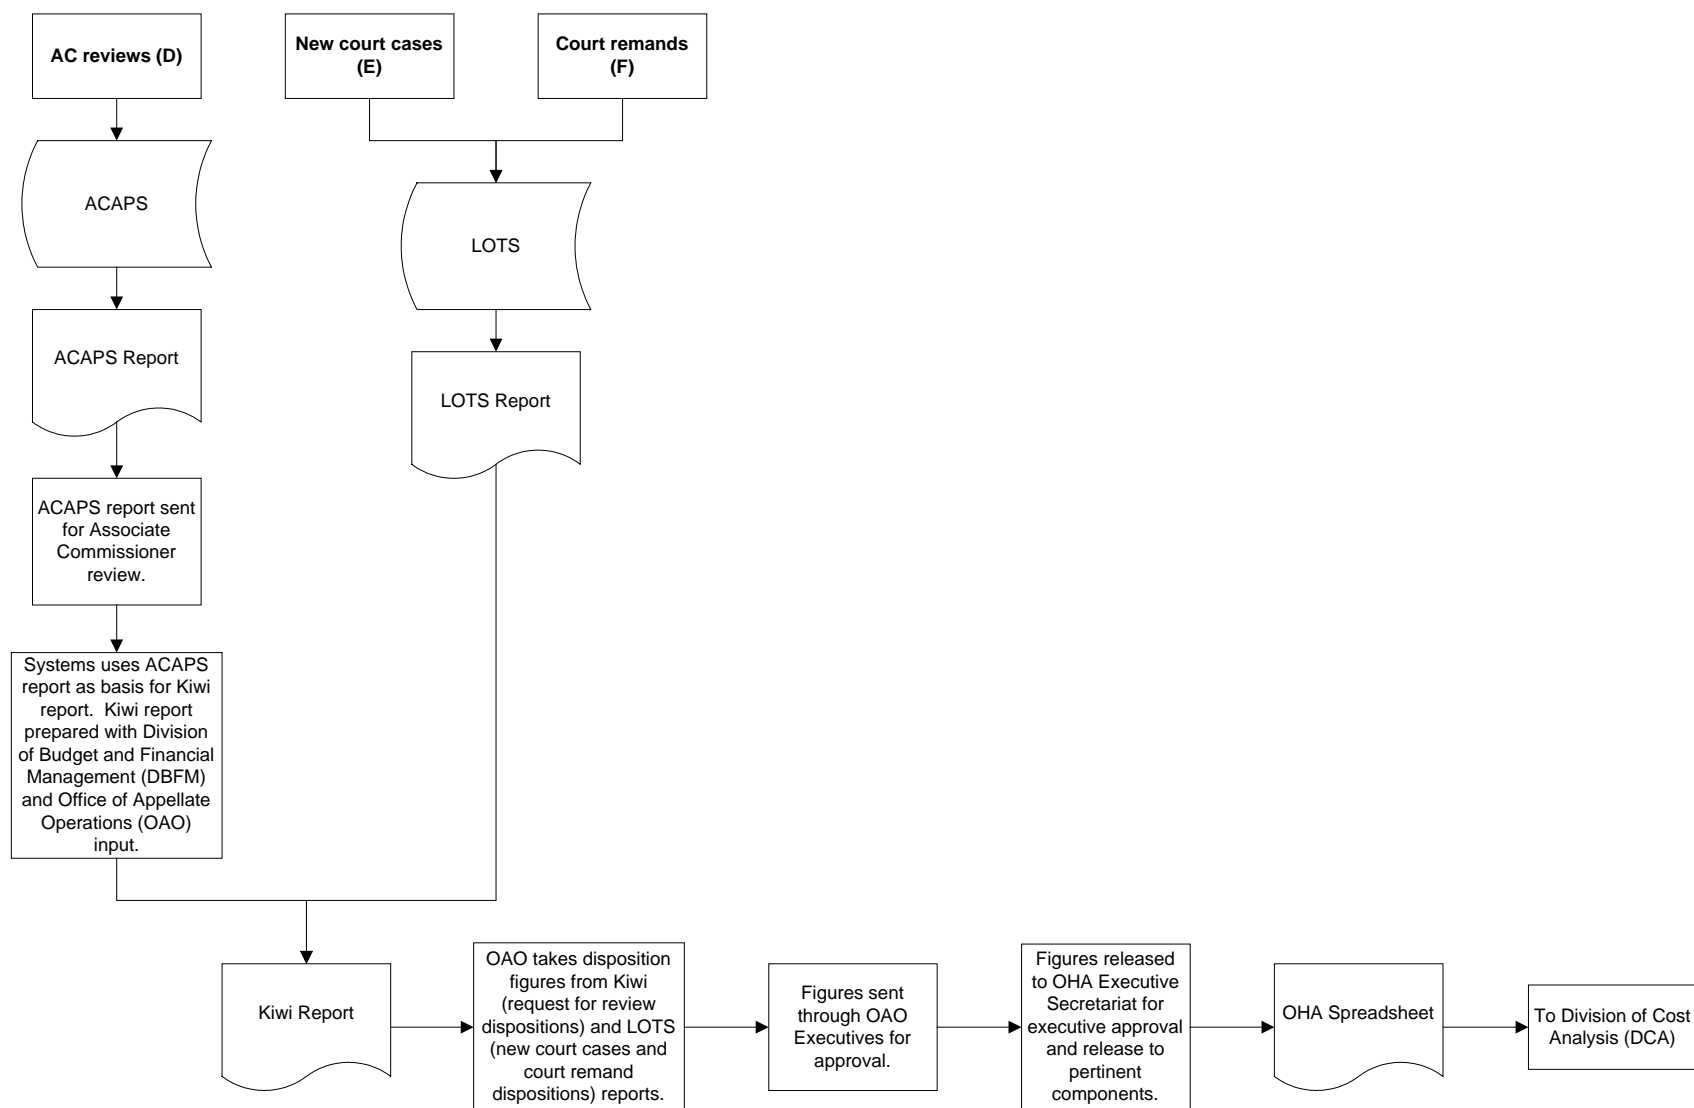 AC reviews (D)
New court cases
(E)
Court remands
(F)
ACAPS
LOTS
ACAPS Report
LOTS Report
ACAPS report sent
for Associate
Commissioner
review.
Systems uses ACAPS
report as basis for Kiwi
report.  Kiwi report
prepared with Division
of Budget and Financial
Management (DBFM)
and Office of Appellate
Operations (OAO)
input.
Kiwi Report
OAO takes disposition
figures from Kiwi
(request for review
dispositions) and LOTS
(new court cases and
court remand
dispositions) reports.
Figures sent
through OAO
Executives for
approval.
Figures released
to OHA Executive
Secretariat for
executive approval
and release to
pertinent
components.
OHA Spreadsheet
To Division of Cost
Analysis (DCA)